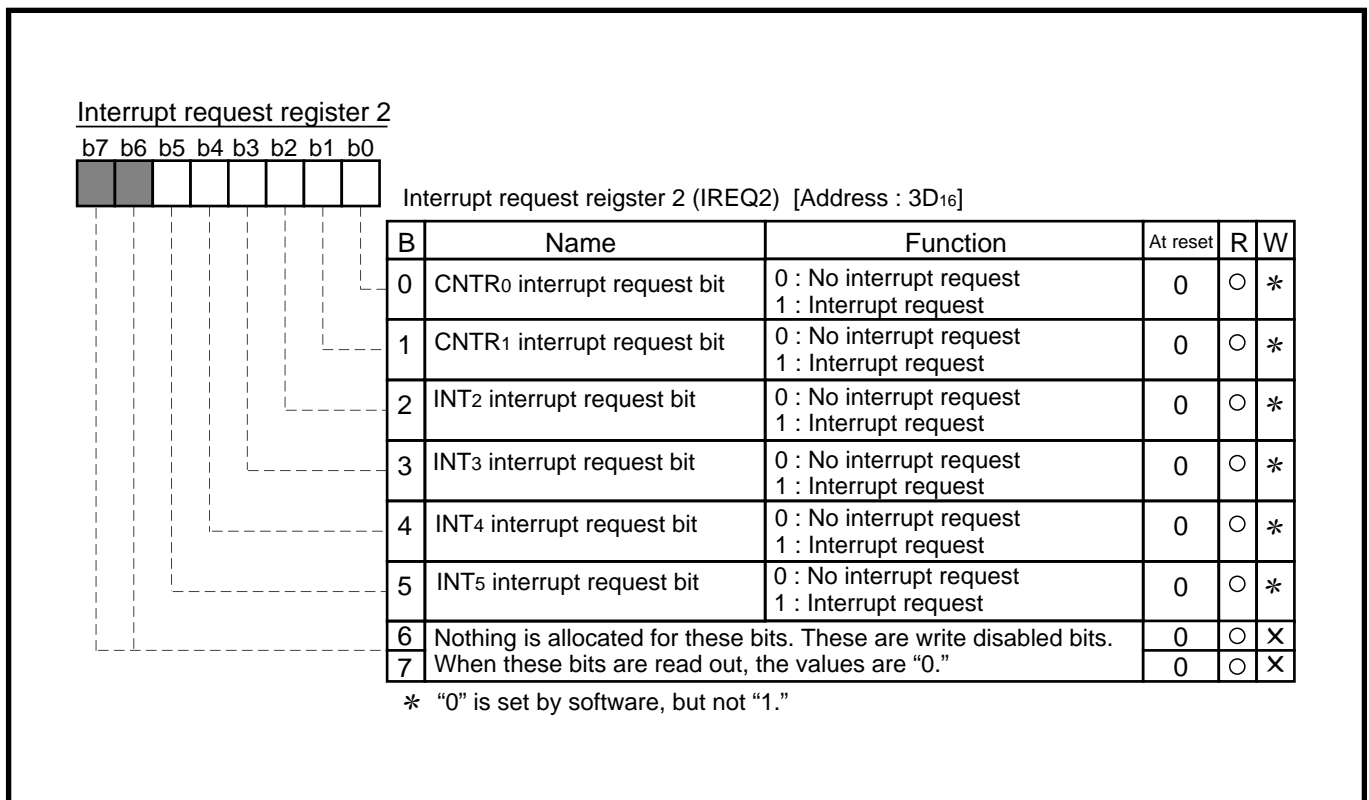 Interrupt request register 2
b7 b6 b5 b4 b3 b2 b1 b0
Interrupt request reigster 2 (IREQ2) [Address : 3D16]
B Name Function At reset R W
0 CNTR0 interrupt request bit 0 : No interrupt request 0 ○ *
1 : Interrupt request
1 CNTR1 interrupt request bit 0 : No interrupt request 0 ○ *
1 : Interrupt request
2 INT2 interrupt request bit 0 : No interrupt request 0 ○ *
1 : Interrupt request
3 INT3 interrupt request bit 0 : No interrupt request 0 ○ *
1 : Interrupt request
4 INT4 interrupt request bit 0 : No interrupt request 0 ○ *
1 : Interrupt request
5 INT5 interrupt request bit 0 : No interrupt request 0 ○ *
1 : Interrupt request
6 Nothing is allocated for these bits. These are write disabled bits. 0 ○ ×
7 When these bits are read out, the values are “0.” 0 ○ ×
* “0” is set by software, but not “1.”